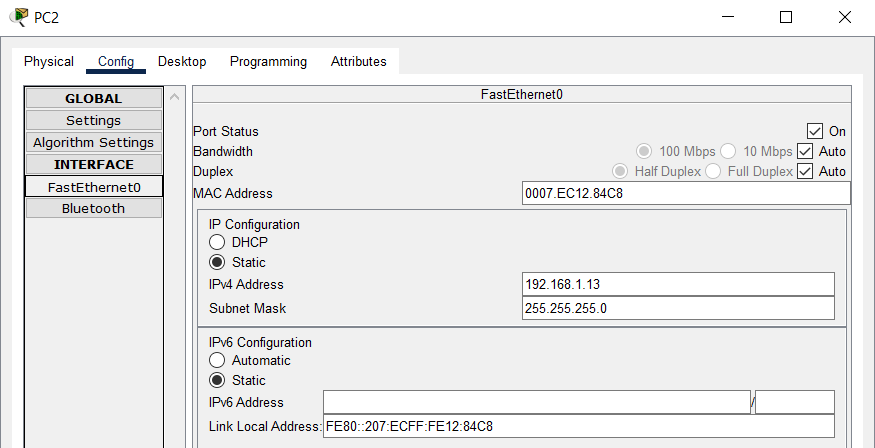 PC2
Physical Config Desktop Programming Attributes
GLOBAL
Settings
Algorithm Settings
INTERFACE
FastEthernet0
Bluetooth
FastEthernet0
Port Status On
Bandwidth 100 Mbps 10 Mbps Auto
Duplex Half Duplex Full Duplex Auto
MAC Address 0007.EC12.84C8
IP Configuration
DHCP
Static
IPv4 Address 192.168.1.13
Subnet Mask 255.255.255.0
IPv6 Configuration
Automatic
Static
IPv6 Address /
Link Local Address: FE80::207:ECFF:FE12:84C8